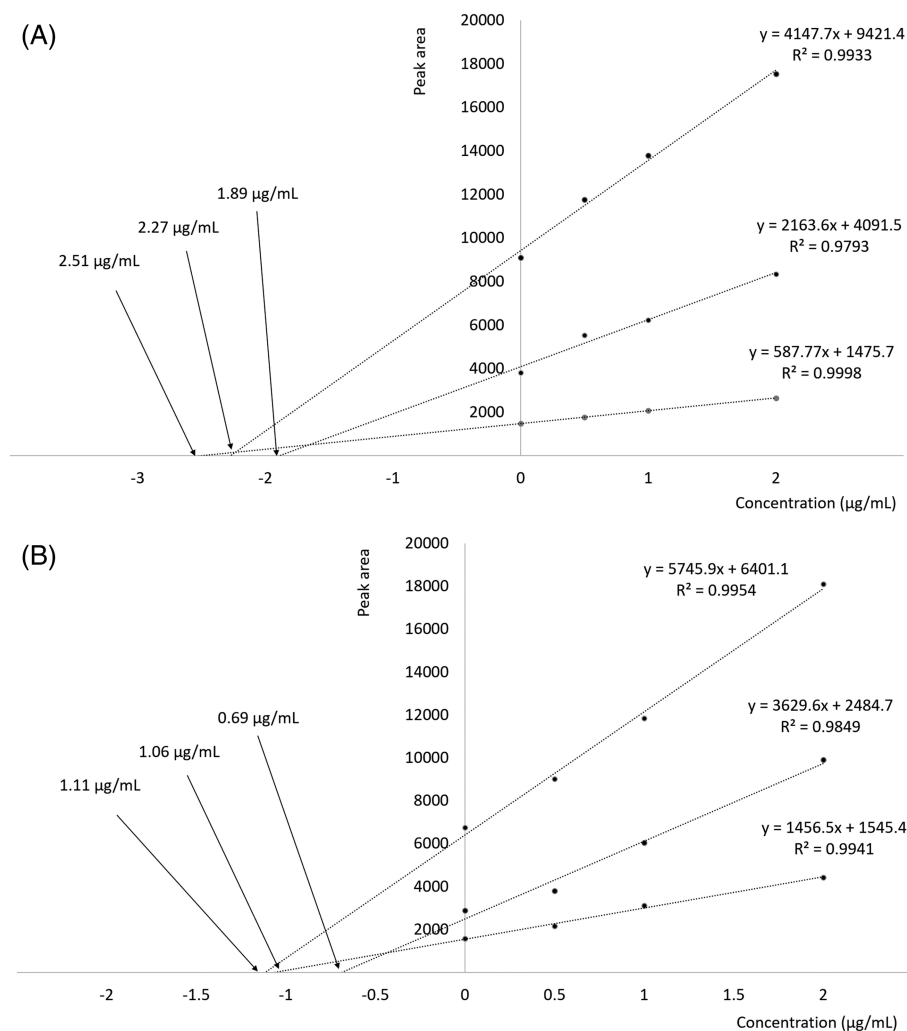 (A)
Peak area
20000
18000
16000
14000
12000
10000
8000
6000
4000
2000
y = 4147.7x + 9421.4
R² = 0.9933
1.89 µg/mL
2.27 µg/mL
2.51 µg/mL
y = 2163.6x + 4091.5
R² = 0.9793
y = 587.77x + 1475.7
R² = 0.9998
-3 -2 -1 0 1 2
Concentration (µg/mL)
(B)
Peak area
20000
18000
16000
14000
12000
10000
8000
6000
4000
2000
y = 5745.9x + 6401.1
R² = 0.9954
0.69 µg/mL
1.06 µg/mL
1.11 µg/mL
y = 3629.6x + 2484.7
R² = 0.9849
y = 1456.5x + 1545.4
R² = 0.9941
-2 -1.5 -1 -0.5 0 0.5 1 1.5 2
Concentration (µg/mL)